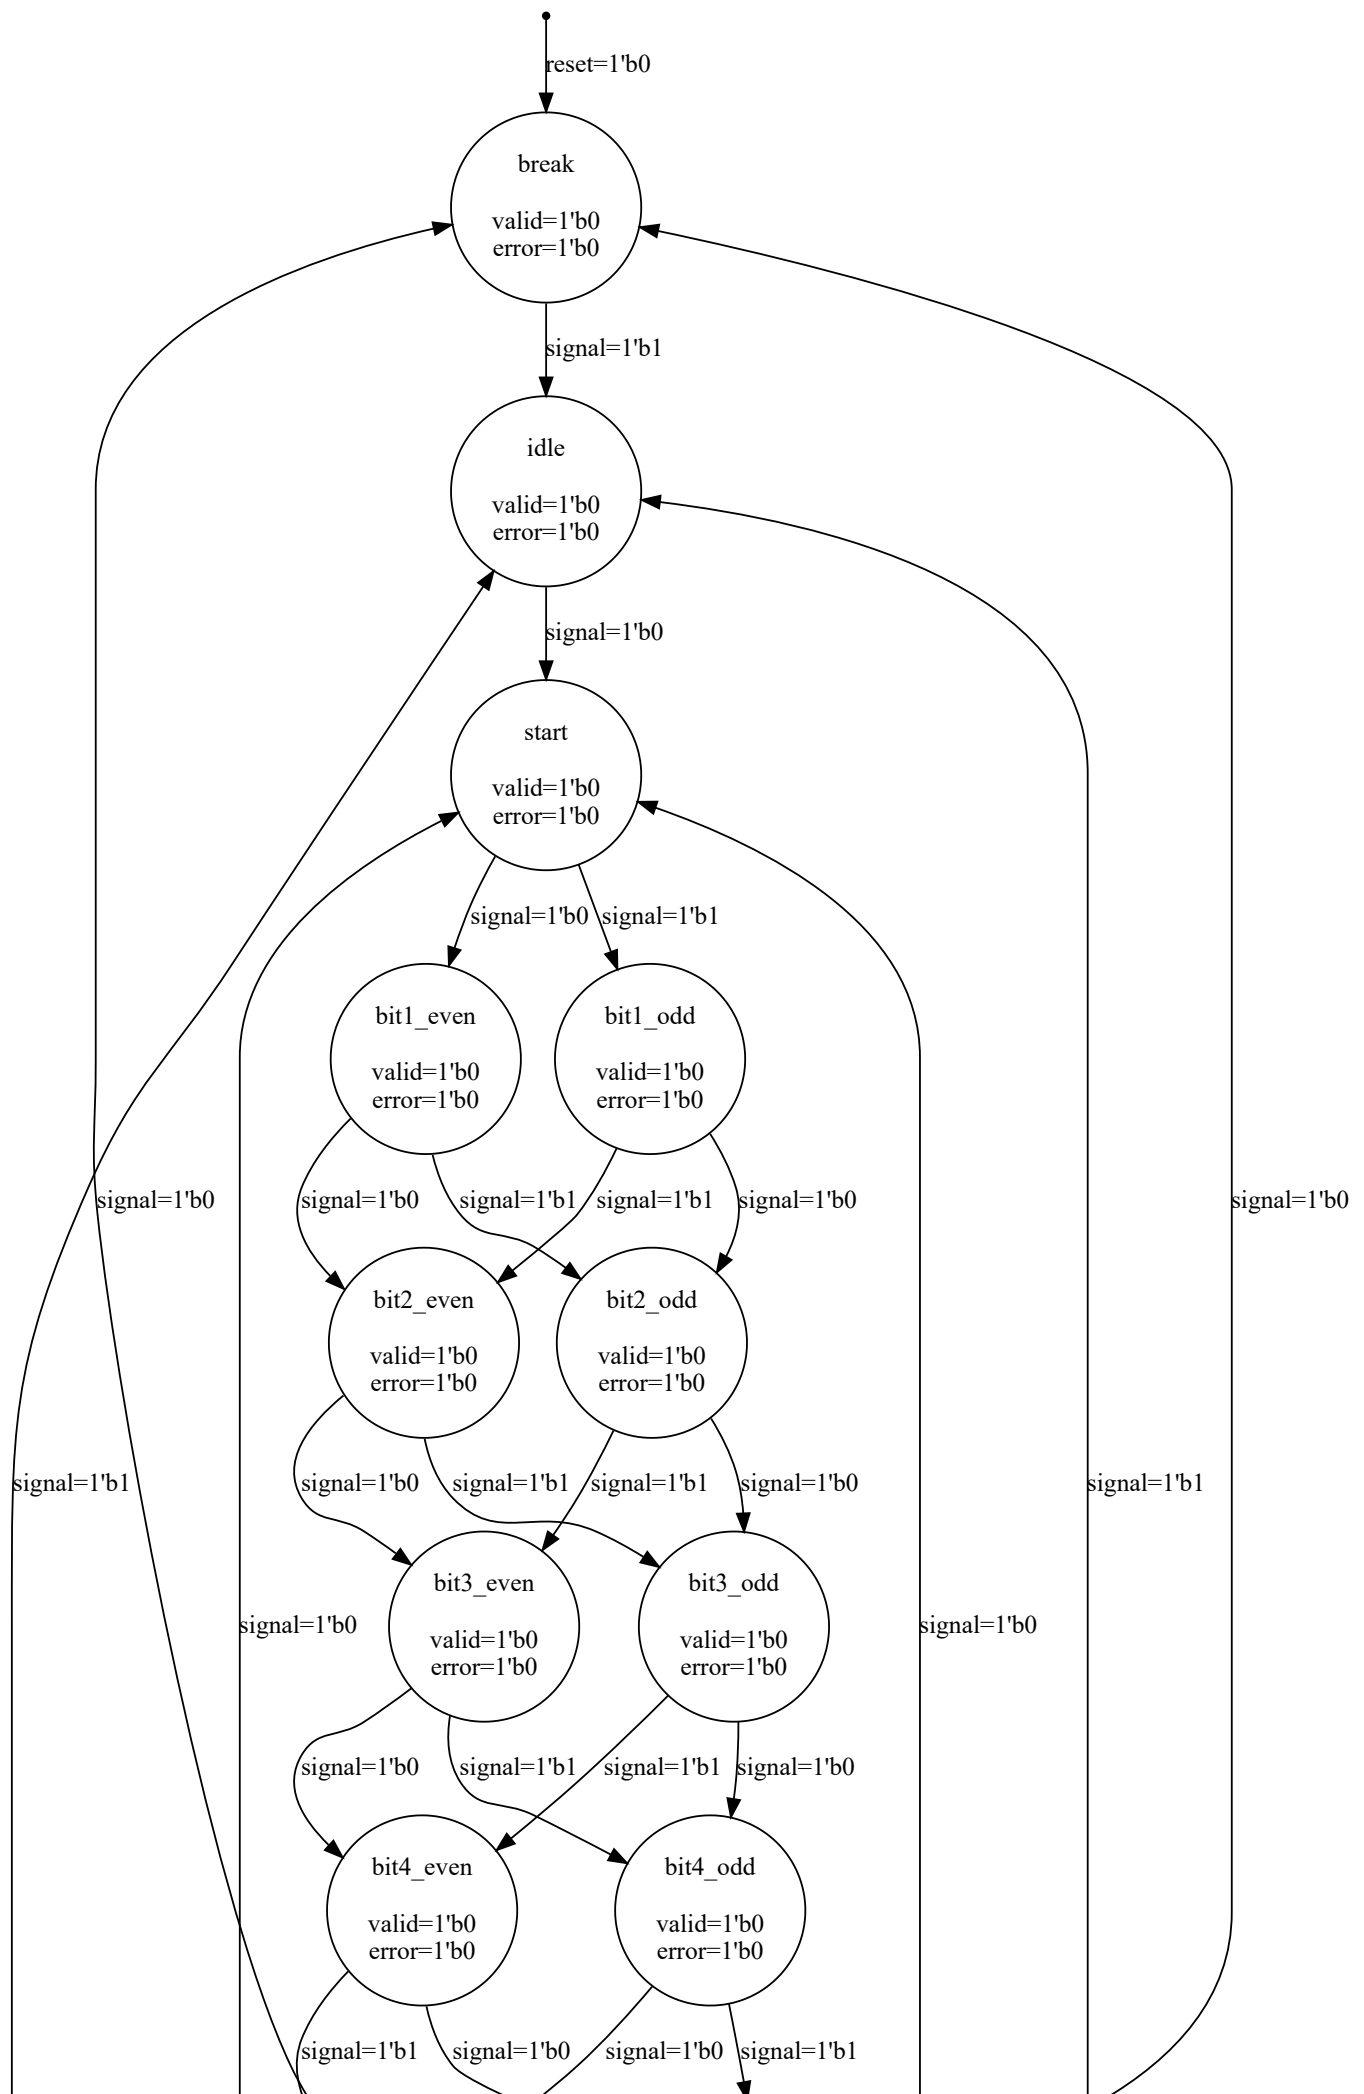 reset=1'b0
break
valid=1'b0
error=1'b0
signal=1'b1
idle
valid=1'b0
error=1'b0
signal=1'b0
start
valid=1'b0
error=1'b0
signal=1'b0
signal=1'b1
bit1_even
valid=1'b0
error=1'b0
bit1_odd
valid=1'b0
error=1'b0
signal=1'b0
signal=1'b0
signal=1'b1
signal=1'b1
signal=1'b0
signal=1'b0
bit2_even
valid=1'b0
error=1'b0
bit2_odd
valid=1'b0
error=1'b0
signal=1'b1
signal=1'b0
signal=1'b1
signal=1'b1
signal=1'b0
signal=1'b1
bit3_even
valid=1'b0
error=1'b0
bit3_odd
valid=1'b0
error=1'b0
signal=1'b0
signal=1'b0
signal=1'b0
signal=1'b1
signal=1'b1
signal=1'b0
bit4_even
valid=1'b0
error=1'b0
bit4_odd
valid=1'b0
error=1'b0
signal=1'b1
signal=1'b0
signal=1'b0
signal=1'b1